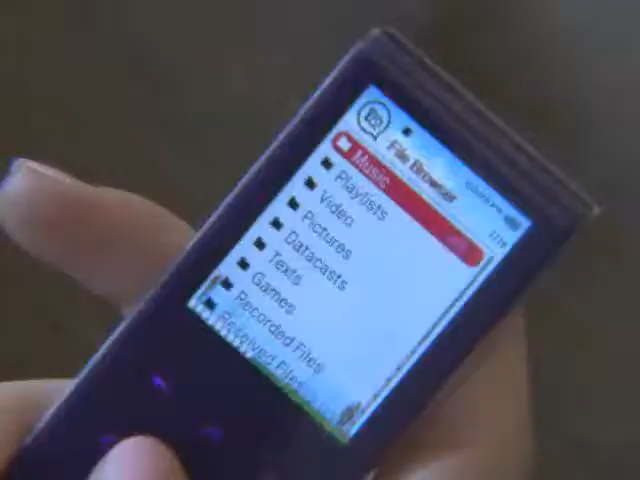 File Browser
Music
Playlists
Video
Pictures
Datacasts
Texts
Games
Recorded Files
Received Files